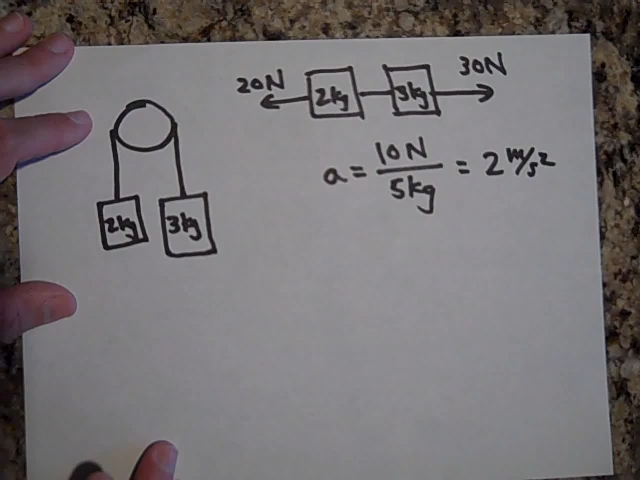 20N 2kg 3kg 30N
a = 10N / 5kg = 2 m/s²
2kg 3kg